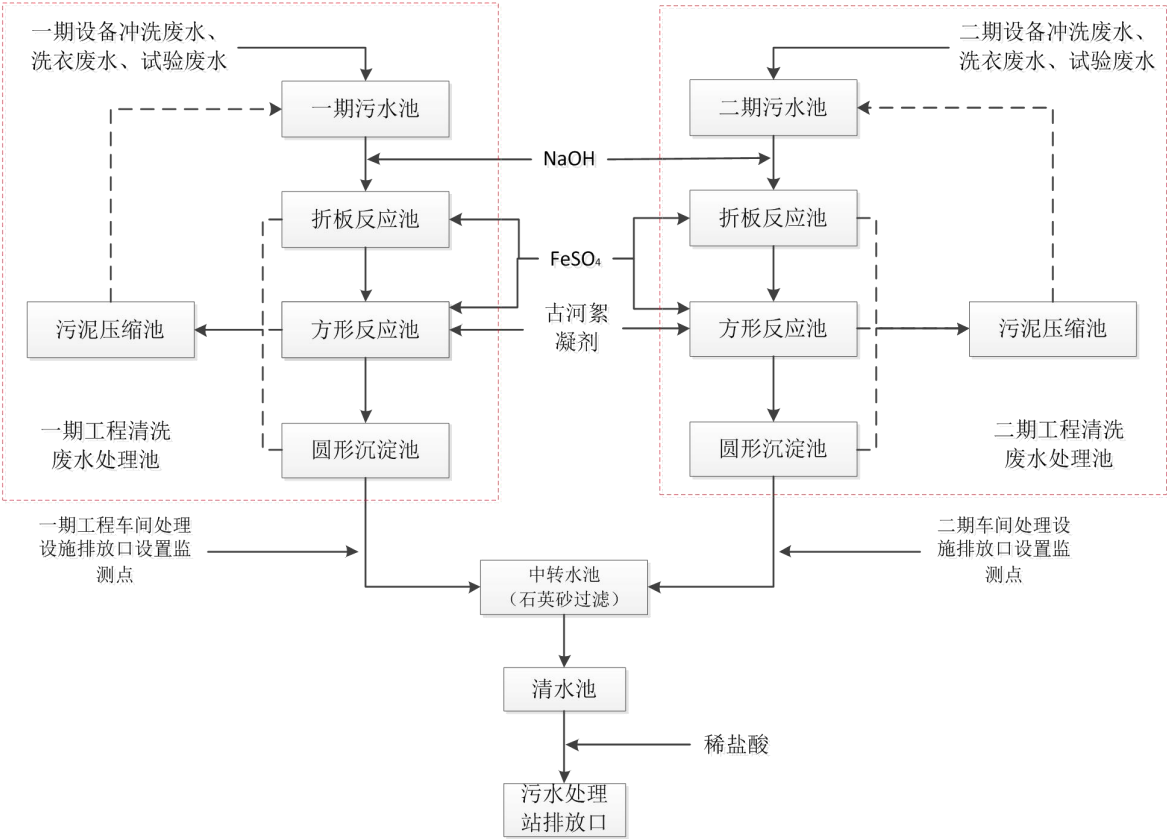 一期设备冲洗废水、
洗衣废水、试验废水
二期设备冲洗废水、
洗衣废水、试验废水
一期污水池
二期污水池
NaOH
折板反应池
折板反应池
FeSO₄
污泥压缩池
方形反应池
古河絮
凝剂
方形反应池
污泥压缩池
一期工程清洗
废水处理池
圆形沉淀池
圆形沉淀池
二期工程清洗
废水处理池
一期工程车间处理
设施排放口设置监
测点
二期车间处理设
施排放口设置监
测点
中转水池
（石英砂过滤）
清水池
稀盐酸
污水处理
站排放口